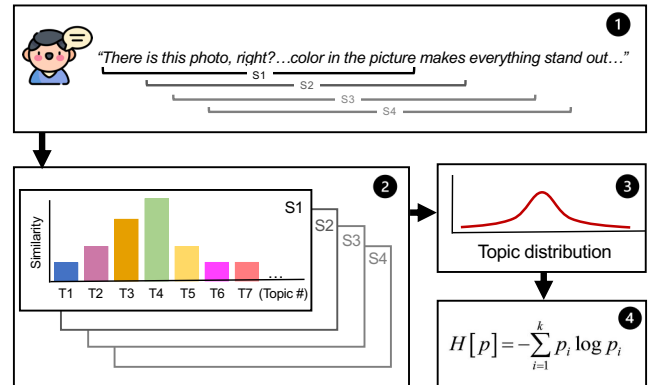 1
“There is this photo, right?…color in the picture makes everything stand out…”
S1
S2
S3
S4
2
S1
S2
S3
S4
Similarity
T1 T2 T3 T4 T5 T6 T7 (Topic #)
...
3
Topic distribution
4
H[p] = −∑_{i=1}^{k} p_i log p_i